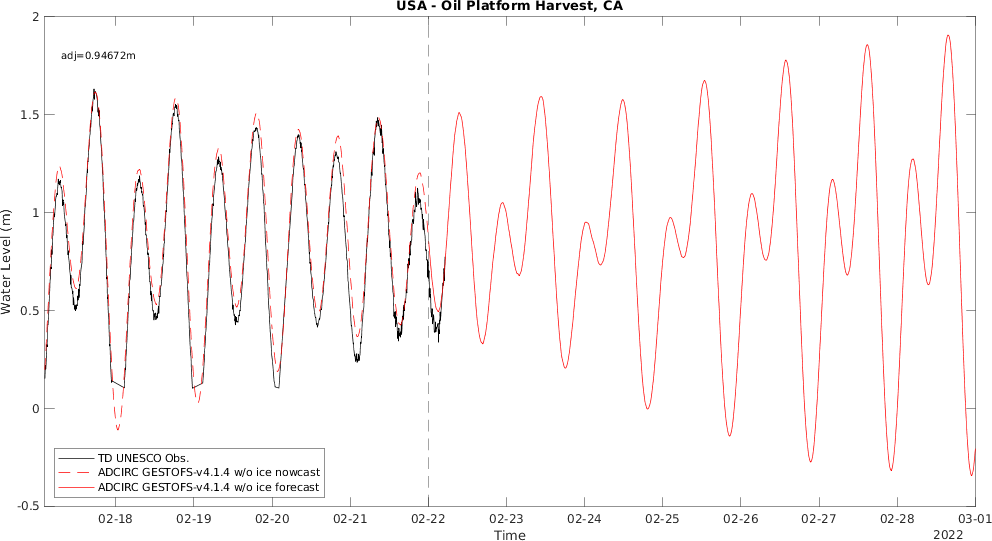 USA - Oil Platform Harvest, CA
adj=0.94672m
Water Level (m)
2
1.5
1
0.5
0
-0.5
TD UNESCO Obs.
ADCIRC GESTOFS-v4.1.4 w/o ice nowcast
ADCIRC GESTOFS-v4.1.4 w/o ice forecast
02-18 02-19 02-20 02-21 02-22 02-23 02-24 02-25 02-26 02-27 02-28 03-01
Time
2022